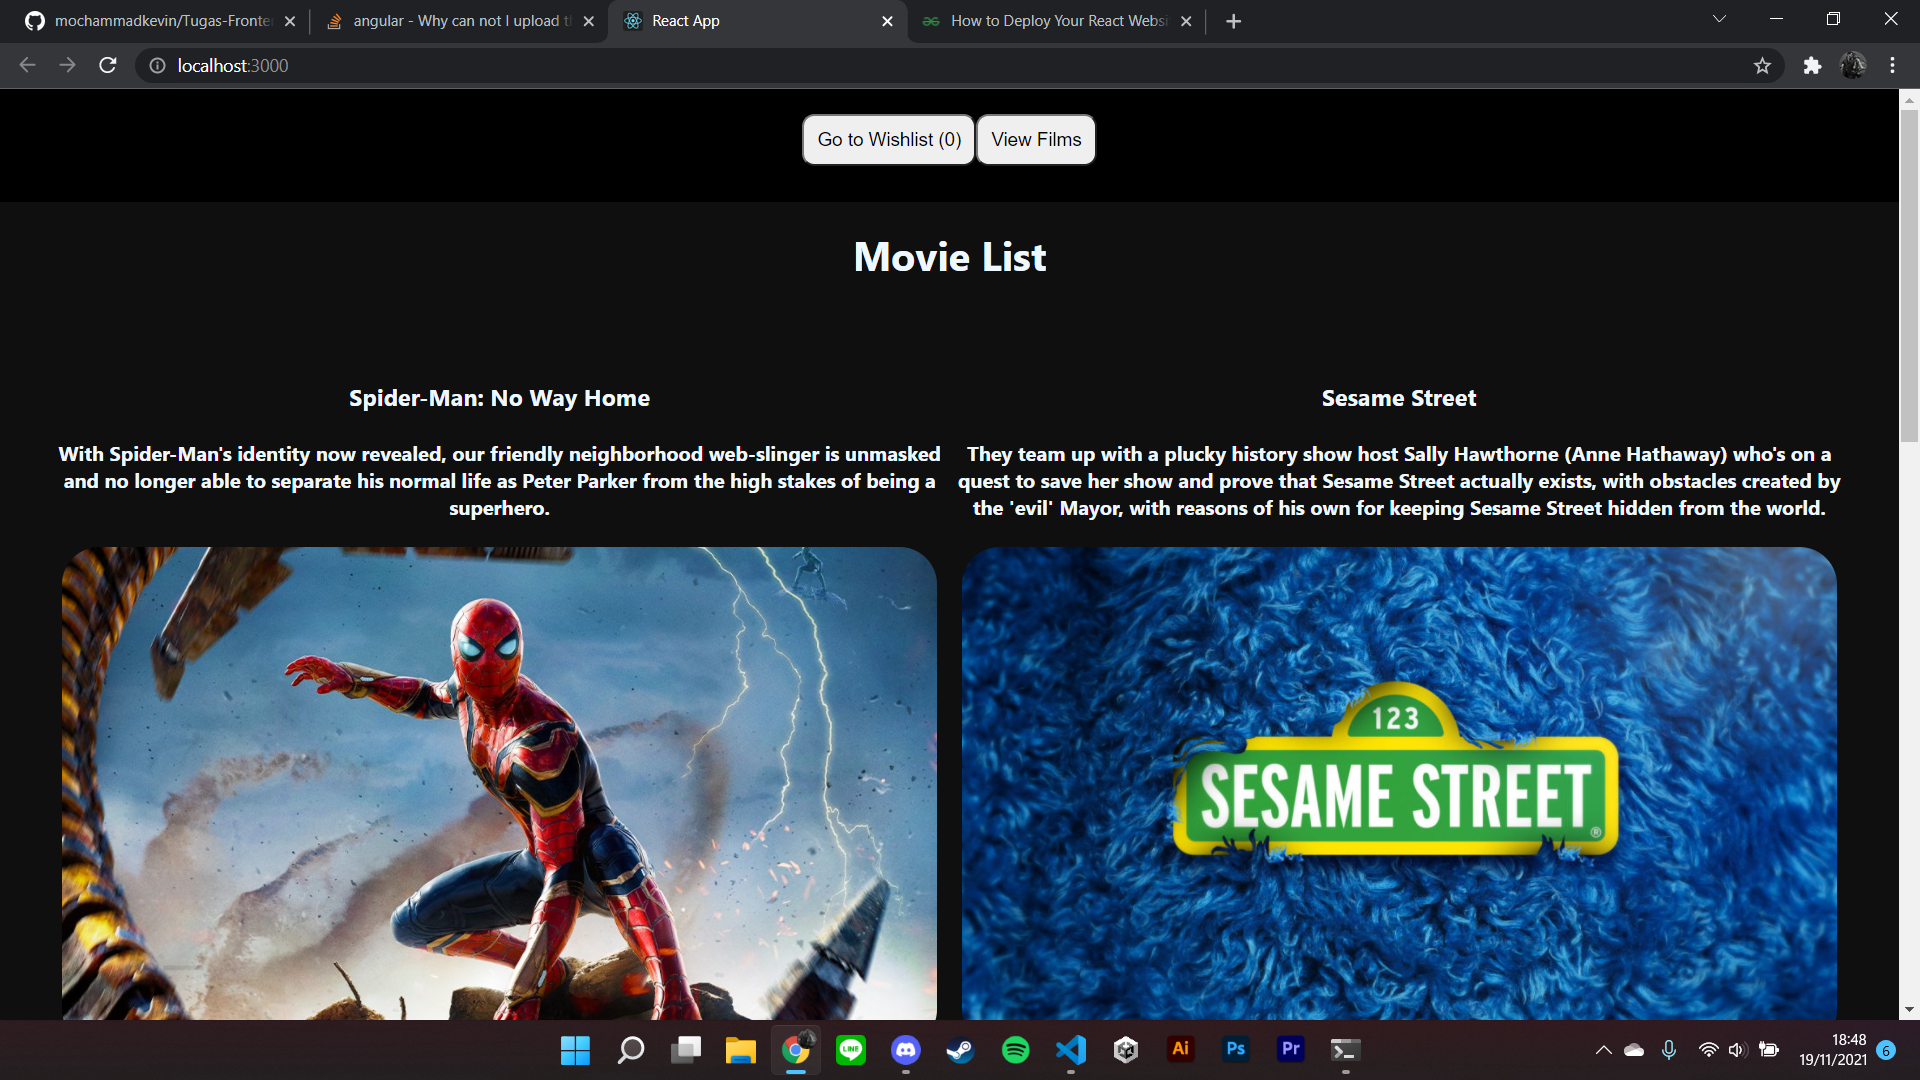 mochammadkevin/Tugas-Fronte
angular - Why can not I upload t
React App
How to Deploy Your React Websi
localhost:3000
Go to Wishlist (0)
View Films
Movie List
Spider-Man: No Way Home
With Spider-Man's identity now revealed, our friendly neighborhood web-slinger is unmasked
and no longer able to separate his normal life as Peter Parker from the high stakes of being a
superhero.
Sesame Street
They team up with a plucky history show host Sally Hawthorne (Anne Hathaway) who's on a
quest to save her show and prove that Sesame Street actually exists, with obstacles created by
the 'evil' Mayor, with reasons of his own for keeping Sesame Street hidden from the world.
123
SESAME STREET
®
LINE
Ai
Ps
Pr
18:48
19/11/2021
6